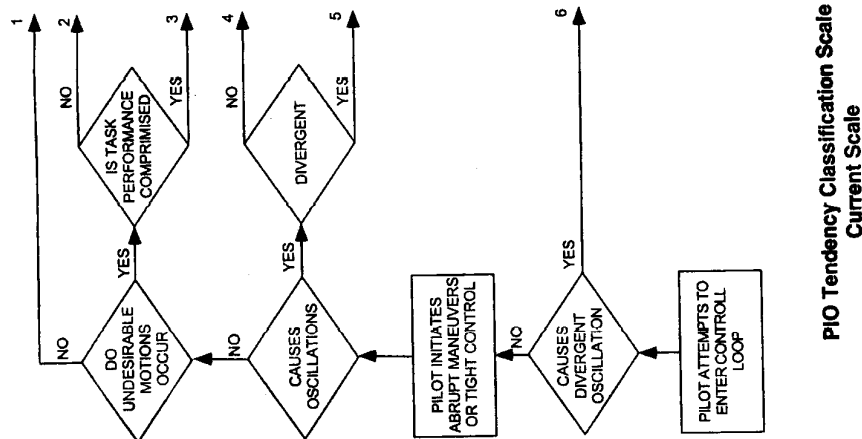 1
NO
2
NO
DO
UNDESIRABLE
MOTIONS
OCCUR
YES
IS TASK
PERFORMANCE
COMPRIMISED
YES
3
NO
CAUSES
OSCILLATIONS
YES
DIVERGENT
NO
4
YES
5
PILOT INITIATES
ABRUPT MANEUVERS
OR TIGHT CONTROL
NO
CAUSES
DIVERGENT
OSCILLATION
YES
6
PILOT ATTEMPTS TO
ENTER CONTROLL
LOOP
PIO Tendency Classification Scale
Current Scale